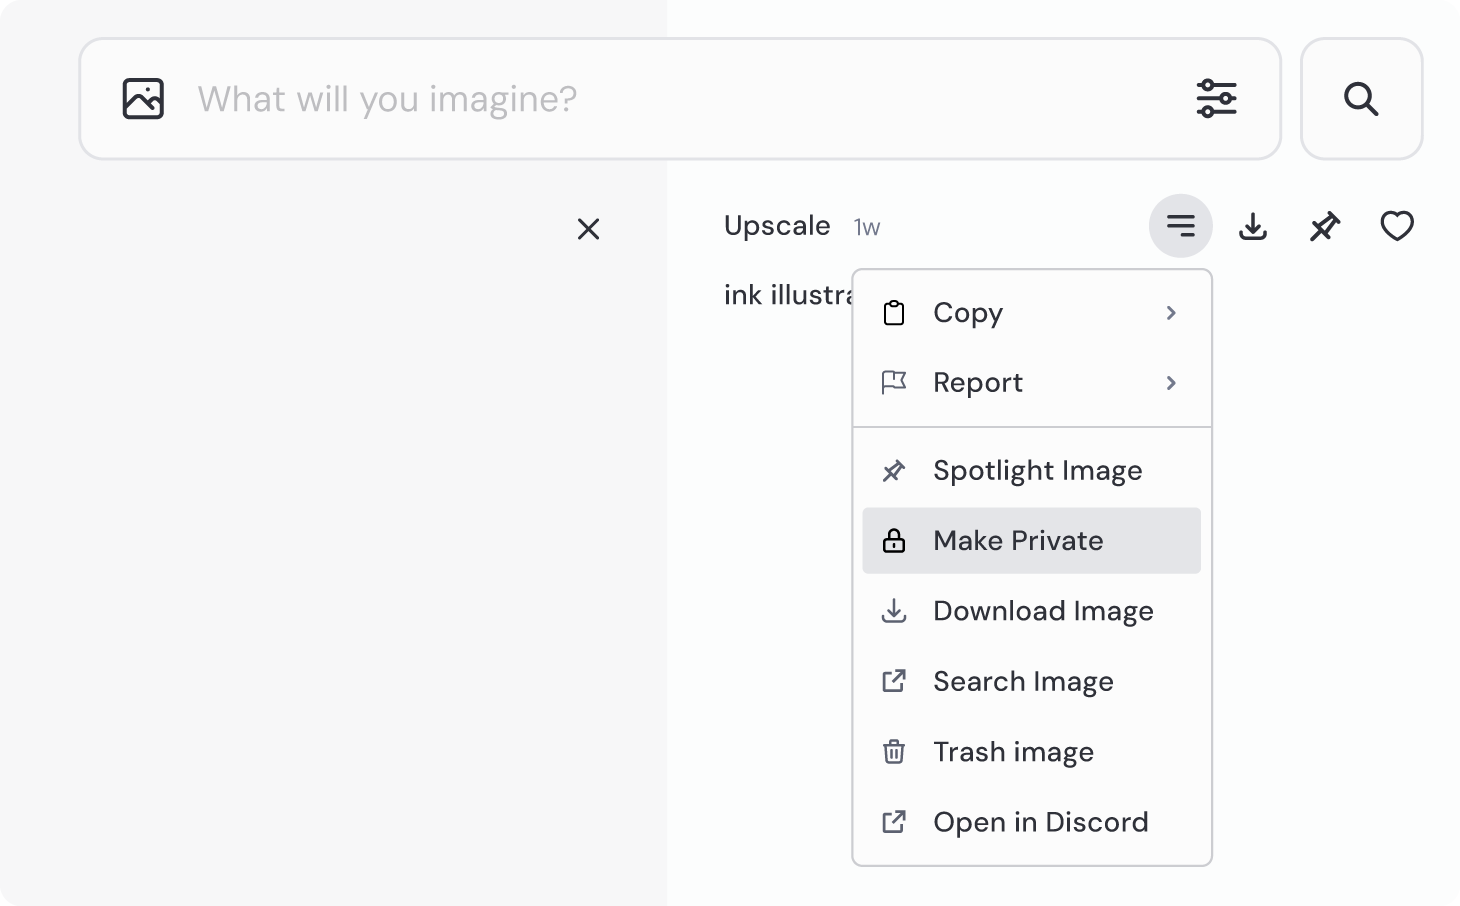 What will you imagine?
Upscale 1w
ink illustra
Copy
Report
Spotlight Image
Make Private
Download Image
Search Image
Trash image
Open in Discord